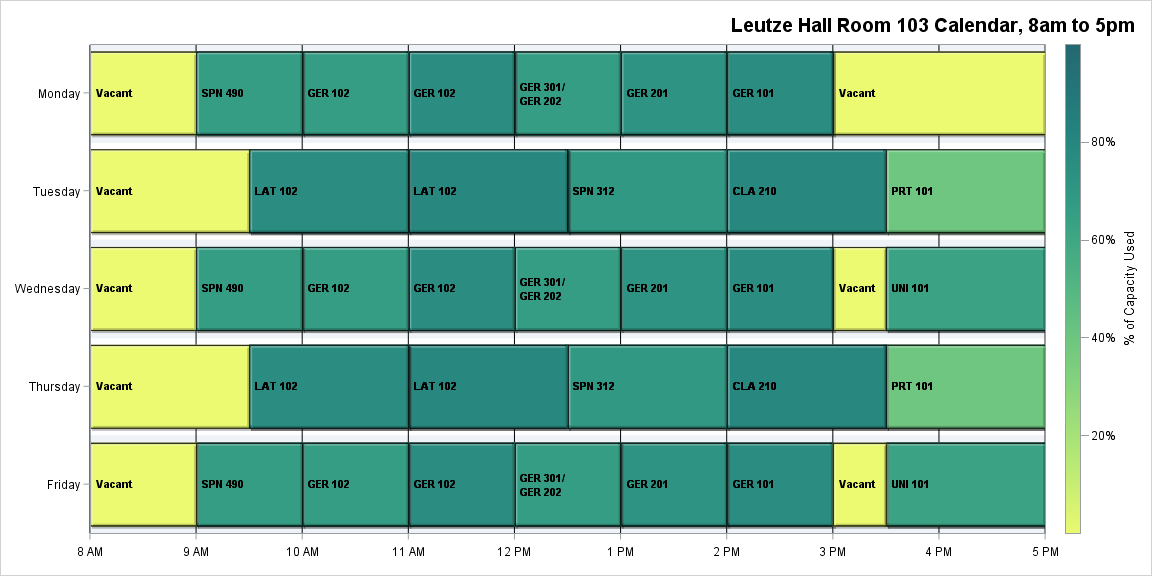 Leutze Hall Room 103 Calendar, 8am to 5pm
Monday
Vacant
SPN 490
GER 102
GER 102
GER 301/
GER 202
GER 201
GER 101
Vacant
Tuesday
Vacant
LAT 102
LAT 102
SPN 312
CLA 210
PRT 101
Wednesday
Vacant
SPN 490
GER 102
GER 102
GER 301/
GER 202
GER 201
GER 101
Vacant
UNI 101
Thursday
Vacant
LAT 102
LAT 102
SPN 312
CLA 210
PRT 101
Friday
Vacant
SPN 490
GER 102
GER 102
GER 301/
GER 202
GER 201
GER 101
Vacant
UNI 101
8 AM
9 AM
10 AM
11 AM
12 PM
1 PM
2 PM
3 PM
4 PM
5 PM
80%
60%
40%
20%
% of Capacity Used